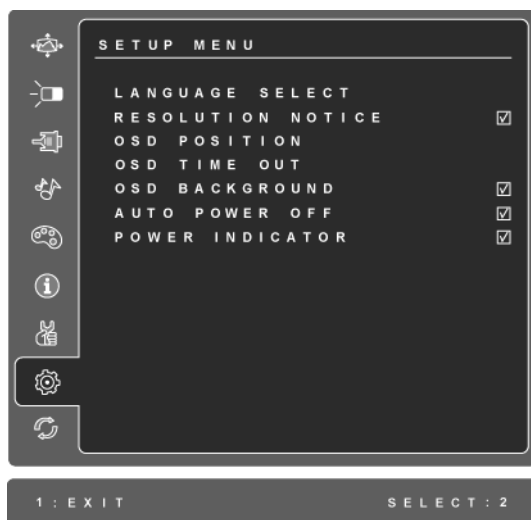 SETUP MENU
LANGUAGE SELECT
RESOLUTION NOTICE
OSD POSITION
OSD TIME OUT
OSD BACKGROUND
AUTO POWER OFF
POWER INDICATOR
1:EXIT SELECT:2